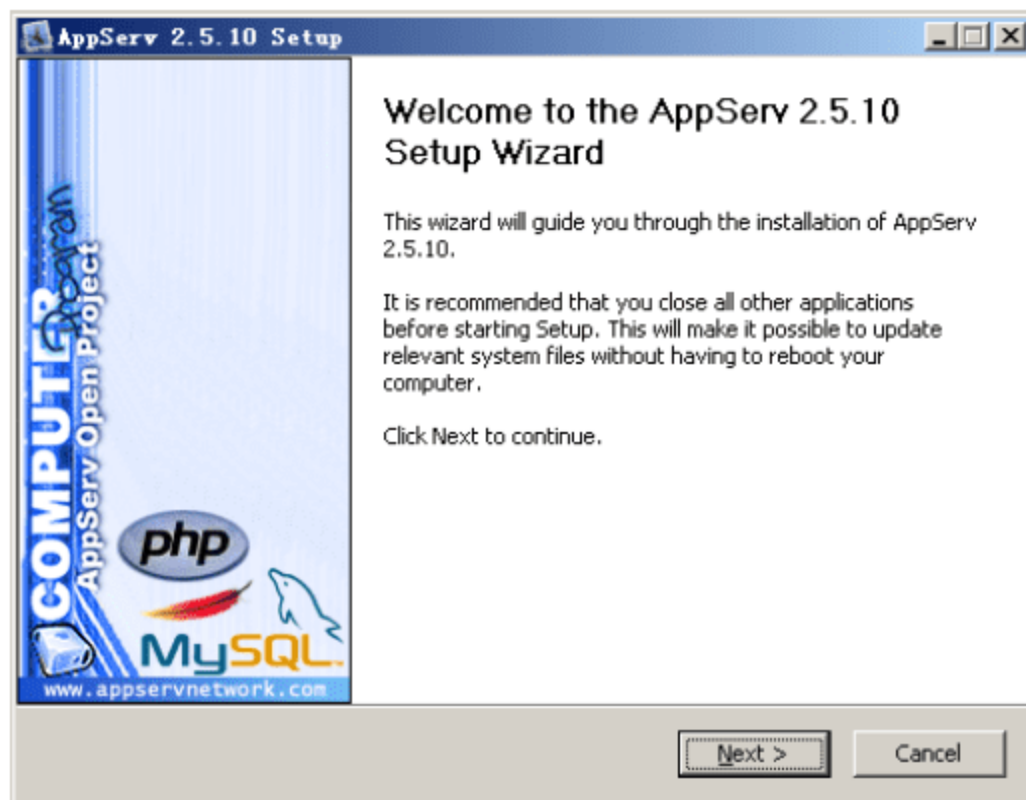 AppServ 2.5.10 Setup
Welcome to the AppServ 2.5.10
Setup Wizard
This wizard will guide you through the installation of AppServ
2.5.10.
It is recommended that you close all other applications
before starting Setup. This will make it possible to update
relevant system files without having to reboot your
computer.
Click Next to continue.
COMPUTER
Program
AppServ Open Project
php
MySQL
www.appservnetwork.com
Next >
Cancel